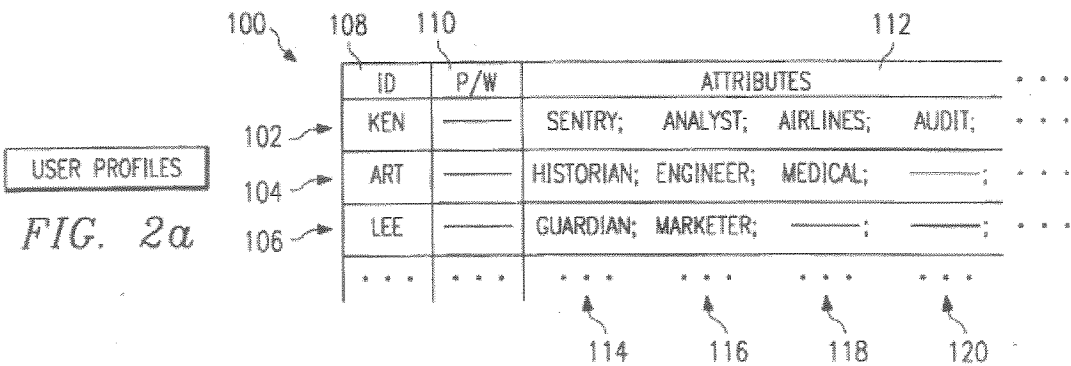 100 108 110 112
ID P/W ATTRIBUTES . . .
102 KEN —— SENTRY; ANALYST; AIRLINES; AUDIT; . . .
USER PROFILES
104 ART —— HISTORIAN; ENGINEER; MEDICAL; ——; . . .
FIG. 2a
106 LEE —— GUARDIAN; MARKETER; ——; ——; . . .
. . . . . . . . . . . . . . . . . .
114 116 118 120